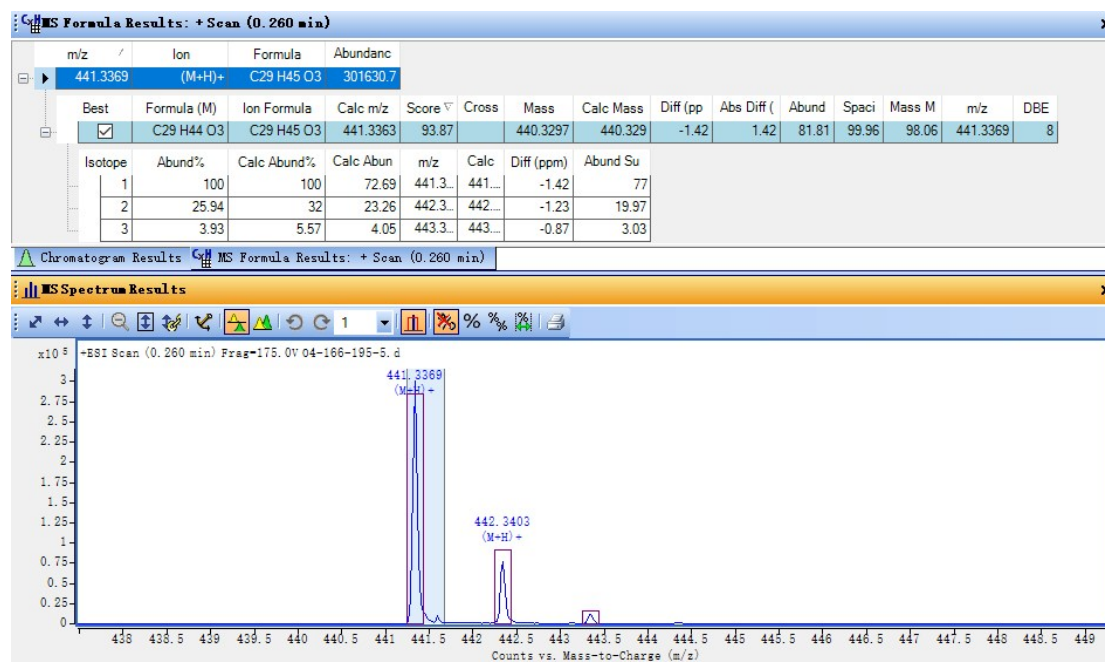 MS Formula Results: + Scan (0.260 min)
m/z Ion Formula Abundanc
441.3369 (M+H)+ C29 H45 O3 301630.7
Best Formula (M) Ion Formula Calc m/z Score Cross Mass Calc Mass Diff (pp Abs Diff ( Abund Spaci Mass M m/z DBE
C29 H44 O3 C29 H45 O3 441.3363 93.87 440.3297 440.329 -1.42 1.42 81.81 99.96 98.06 441.3369 8
Isotope Abund% Calc Abund% Calc Abun m/z Calc Diff (ppm) Abund Su
1 100 100 72.69 441.3... 441.... -1.42 77
2 25.94 32 23.26 442.3... 442.... -1.23 19.97
3 3.93 5.57 4.05 443.3... 443.... -0.87 3.03
Chromatogram Results MS Formula Results: + Scan (0.260 min)
MS Spectrum Results
1 % %
x10 5 +ESI Scan (0.260 min) Frag=175.0V 04-166-195-5.d
441.3369
(M+H)+
3
2.75
2.5
2.25
2
1.75
1.5
1.25
1
0.75
0.5
0.25
0
442.3403
(M+H)+
438 438.5 439 439.5 440 440.5 441 441.5 442 442.5 443 443.5 444 444.5 445 445.5 446 446.5 447 447.5 448 448.5 449
Counts vs. Mass-to-Charge (m/z)